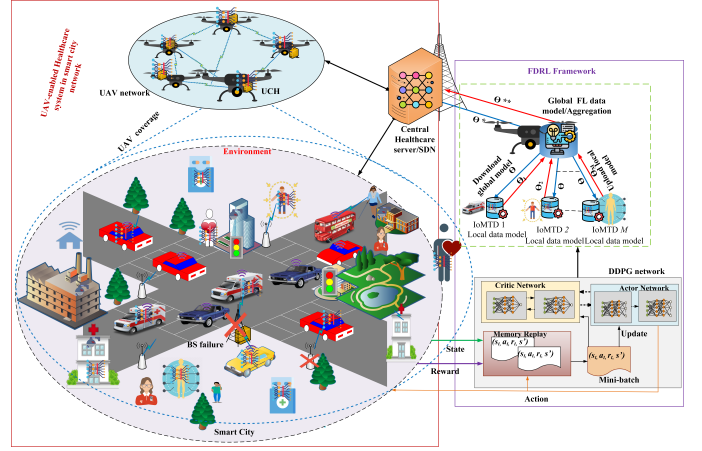 UAV-enabled Healthcare
system in smart city
network
UAV network
UCH
UAV coverage
Central
Healthcare
server/SDN
Environment
BS failure
Smart City
FDRL Framework
Global FL data
model/Aggregation
Θ **
Θ *
Download
global model
Θ
Upload local
model
IoMTD 1
IoMTD 2
IoMTD M
Local data model
Local data model
Local data model
DDPG network
Critic Network
Actor Network
Memory Replay
Update
Mini-batch
State
Reward
Action